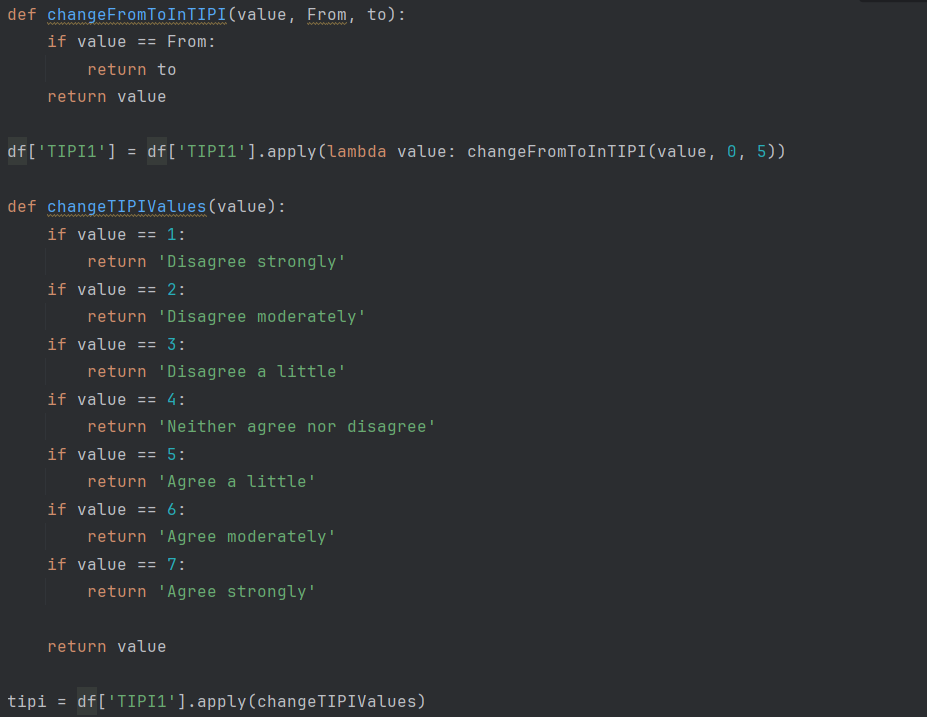 def changeFromToInTIPI(value, From, to):
    if value == From:
        return to
    return value

df['TIPI1'] = df['TIPI1'].apply(lambda value: changeFromToInTIPI(value, 0, 5))

def changeTIPIValues(value):
    if value == 1:
        return 'Disagree strongly'
    if value == 2:
        return 'Disagree moderately'
    if value == 3:
        return 'Disagree a little'
    if value == 4:
        return 'Neither agree nor disagree'
    if value == 5:
        return 'Agree a little'
    if value == 6:
        return 'Agree moderately'
    if value == 7:
        return 'Agree strongly'

    return value

tipi = df['TIPI1'].apply(changeTIPIValues)